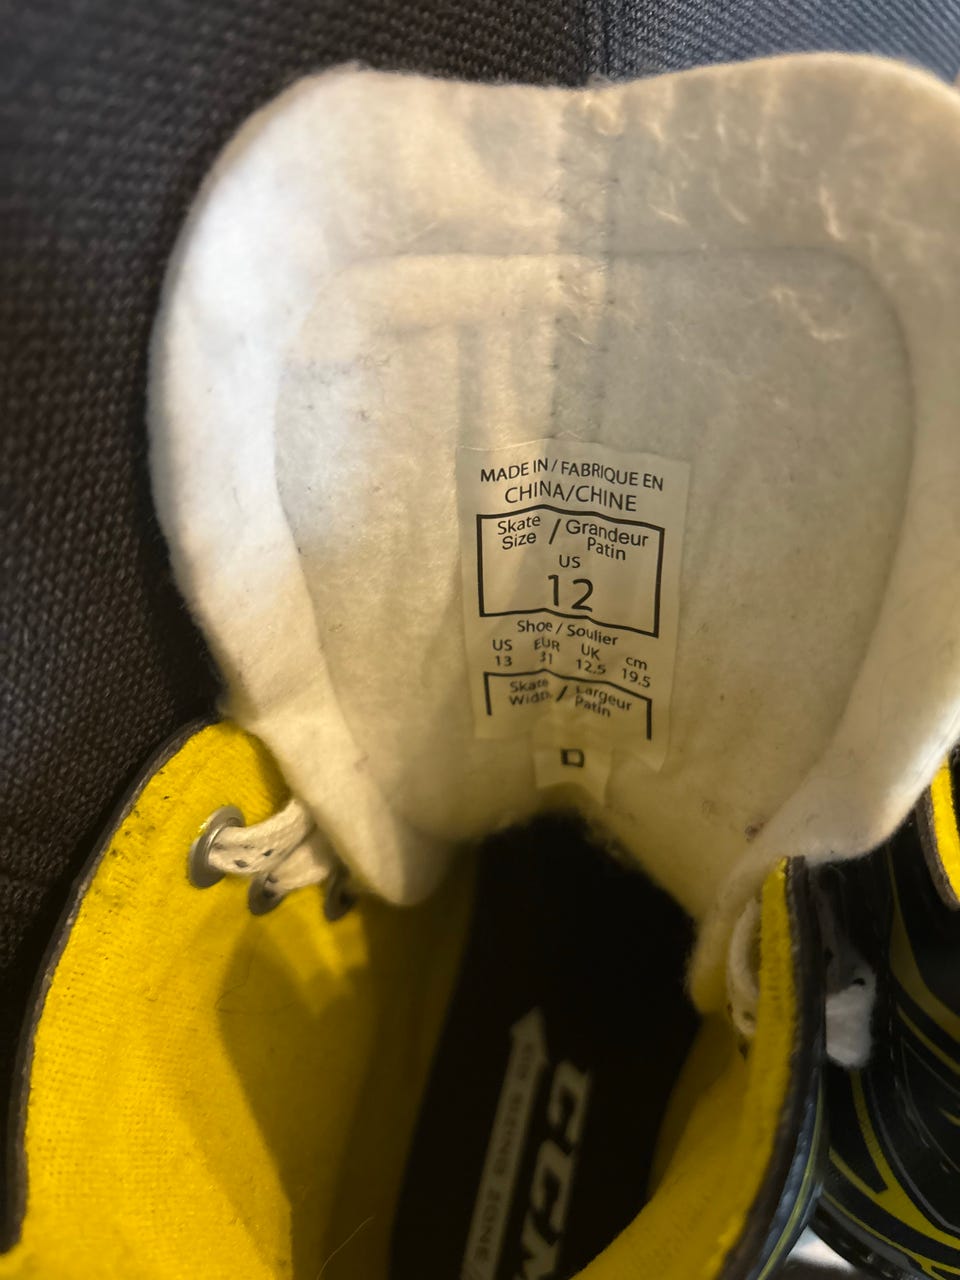 MADE IN / FABRIQUE EN
CHINA/CHINE
Skate Size / Grandeur Patin
US
12
Shoe / Soulier
US EUR UK cm
13 31 12.5 19.5
Skate Width / Largeur Patin
D
CCM